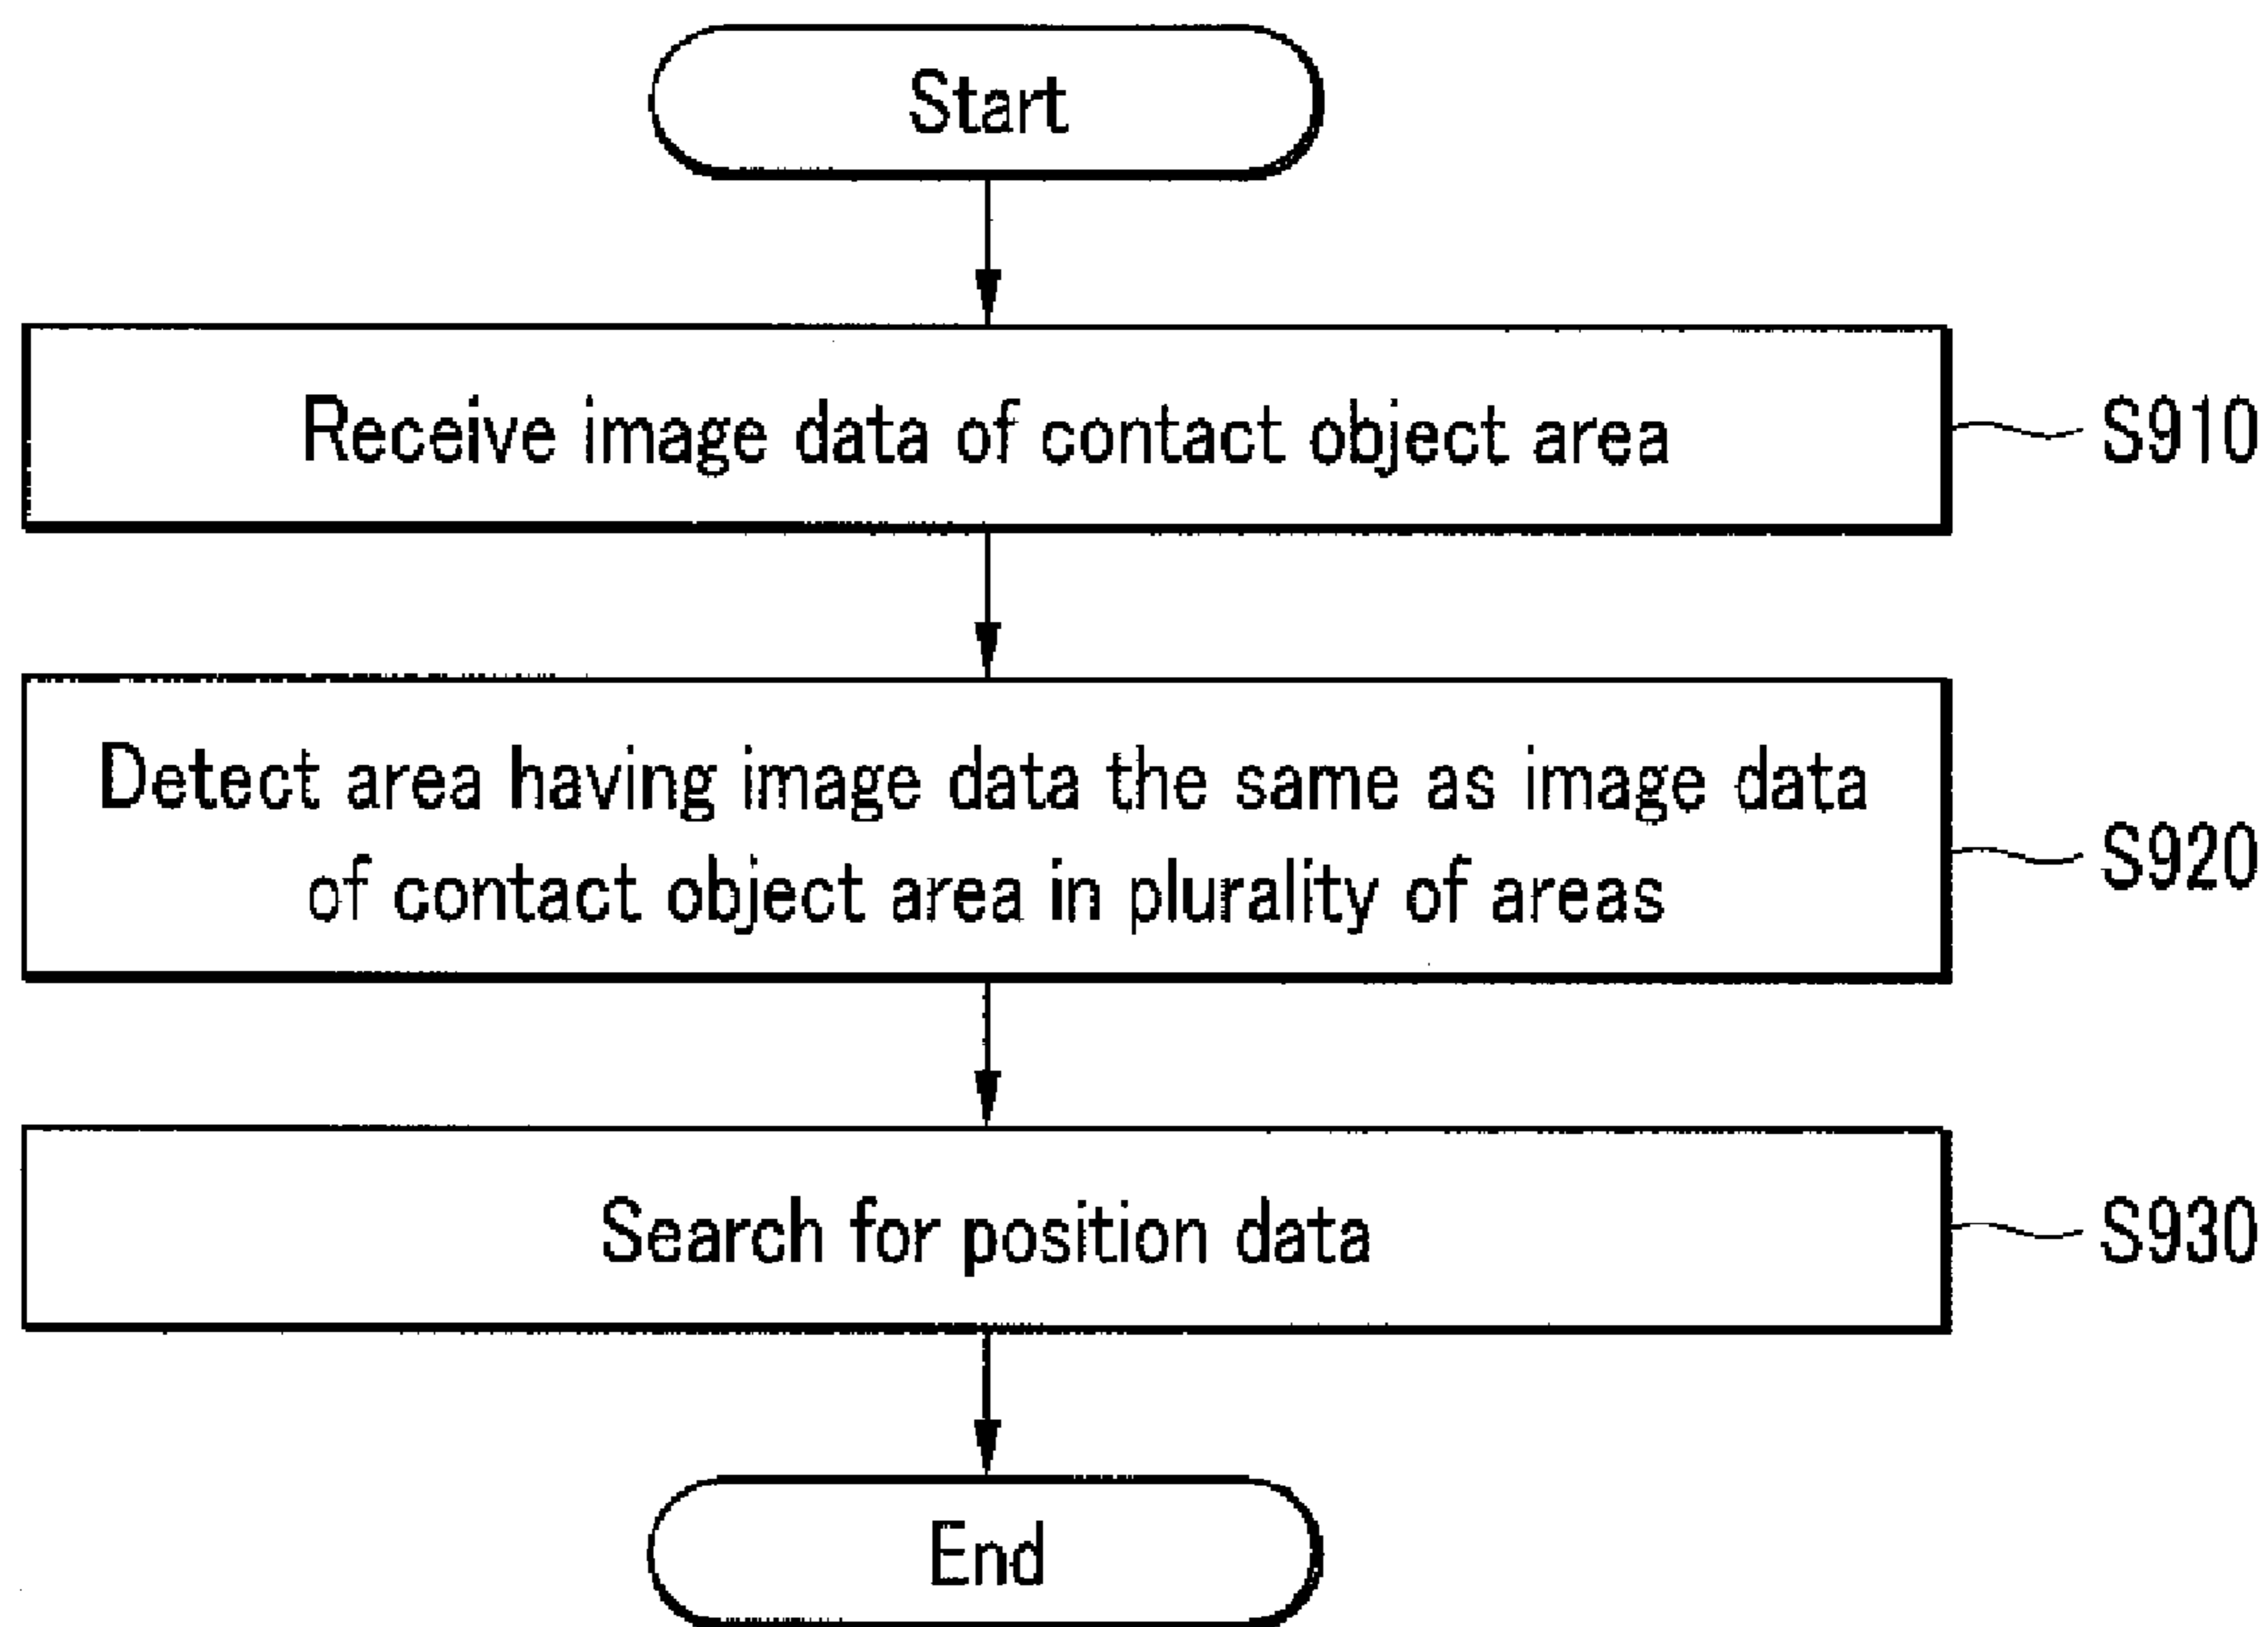 Start
Receive image data of contact object area
S910
Detect area having image data the same as image data
of contact object area in plurality of areas
S920
Search for position data
S930
End